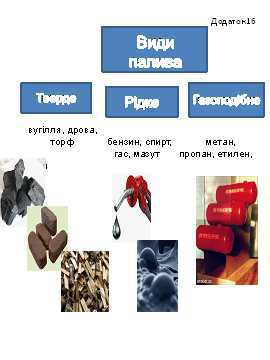 Додаток16
Види
палива
Тверде
Рідке
Газоподібне
вугілля, дрова,
торф
бензин, спирт,
гас, мазут
метан,
пропан, етилен,